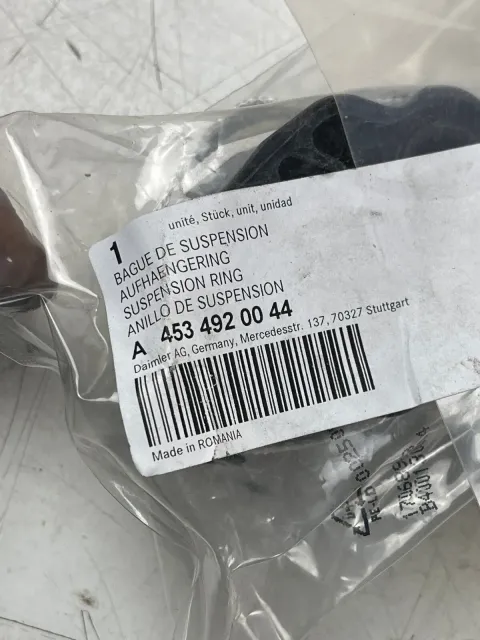 1 unité, Stück, unit, unidad
BAGUE DE SUSPENSION
AUFHAENGERING
SUSPENSION RING
ANILLO DE SUSPENSION
A 453 492 00 44
Daimler AG, Germany, Mercedesstr. 137, 70327 Stuttgart
Made in ROMANIA